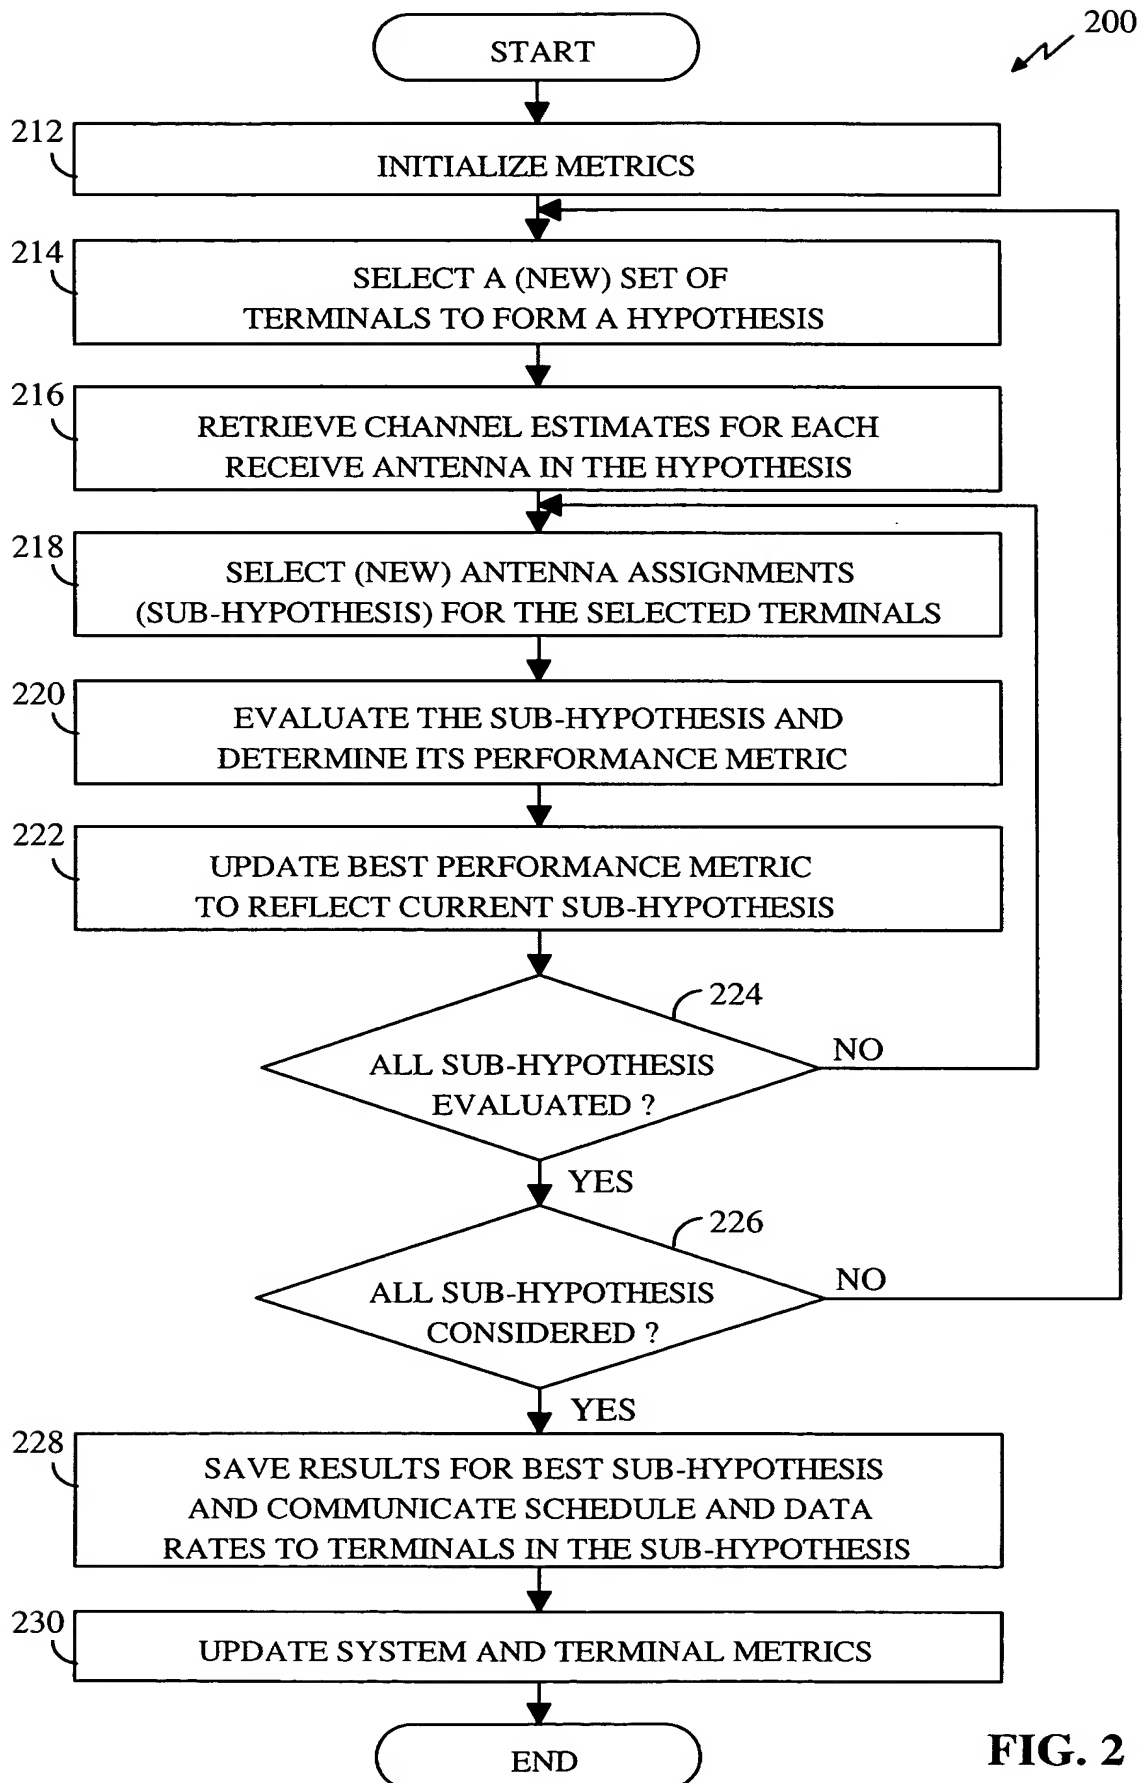 200
START
212
INITIALIZE METRICS
214
SELECT A (NEW) SET OF
TERMINALS TO FORM A HYPOTHESIS
216
RETRIEVE CHANNEL ESTIMATES FOR EACH
RECEIVE ANTENNA IN THE HYPOTHESIS
218
SELECT (NEW) ANTENNA ASSIGNMENTS
(SUB-HYPOTHESIS) FOR THE SELECTED TERMINALS
220
EVALUATE THE SUB-HYPOTHESIS AND
DETERMINE ITS PERFORMANCE METRIC
222
UPDATE BEST PERFORMANCE METRIC
TO REFLECT CURRENT SUB-HYPOTHESIS
224
ALL SUB-HYPOTHESIS
EVALUATED ?
NO
YES
226
ALL SUB-HYPOTHESIS
CONSIDERED ?
NO
YES
228
SAVE RESULTS FOR BEST SUB-HYPOTHESIS
AND COMMUNICATE SCHEDULE AND DATA
RATES TO TERMINALS IN THE SUB-HYPOTHESIS
230
UPDATE SYSTEM AND TERMINAL METRICS
END
FIG. 2